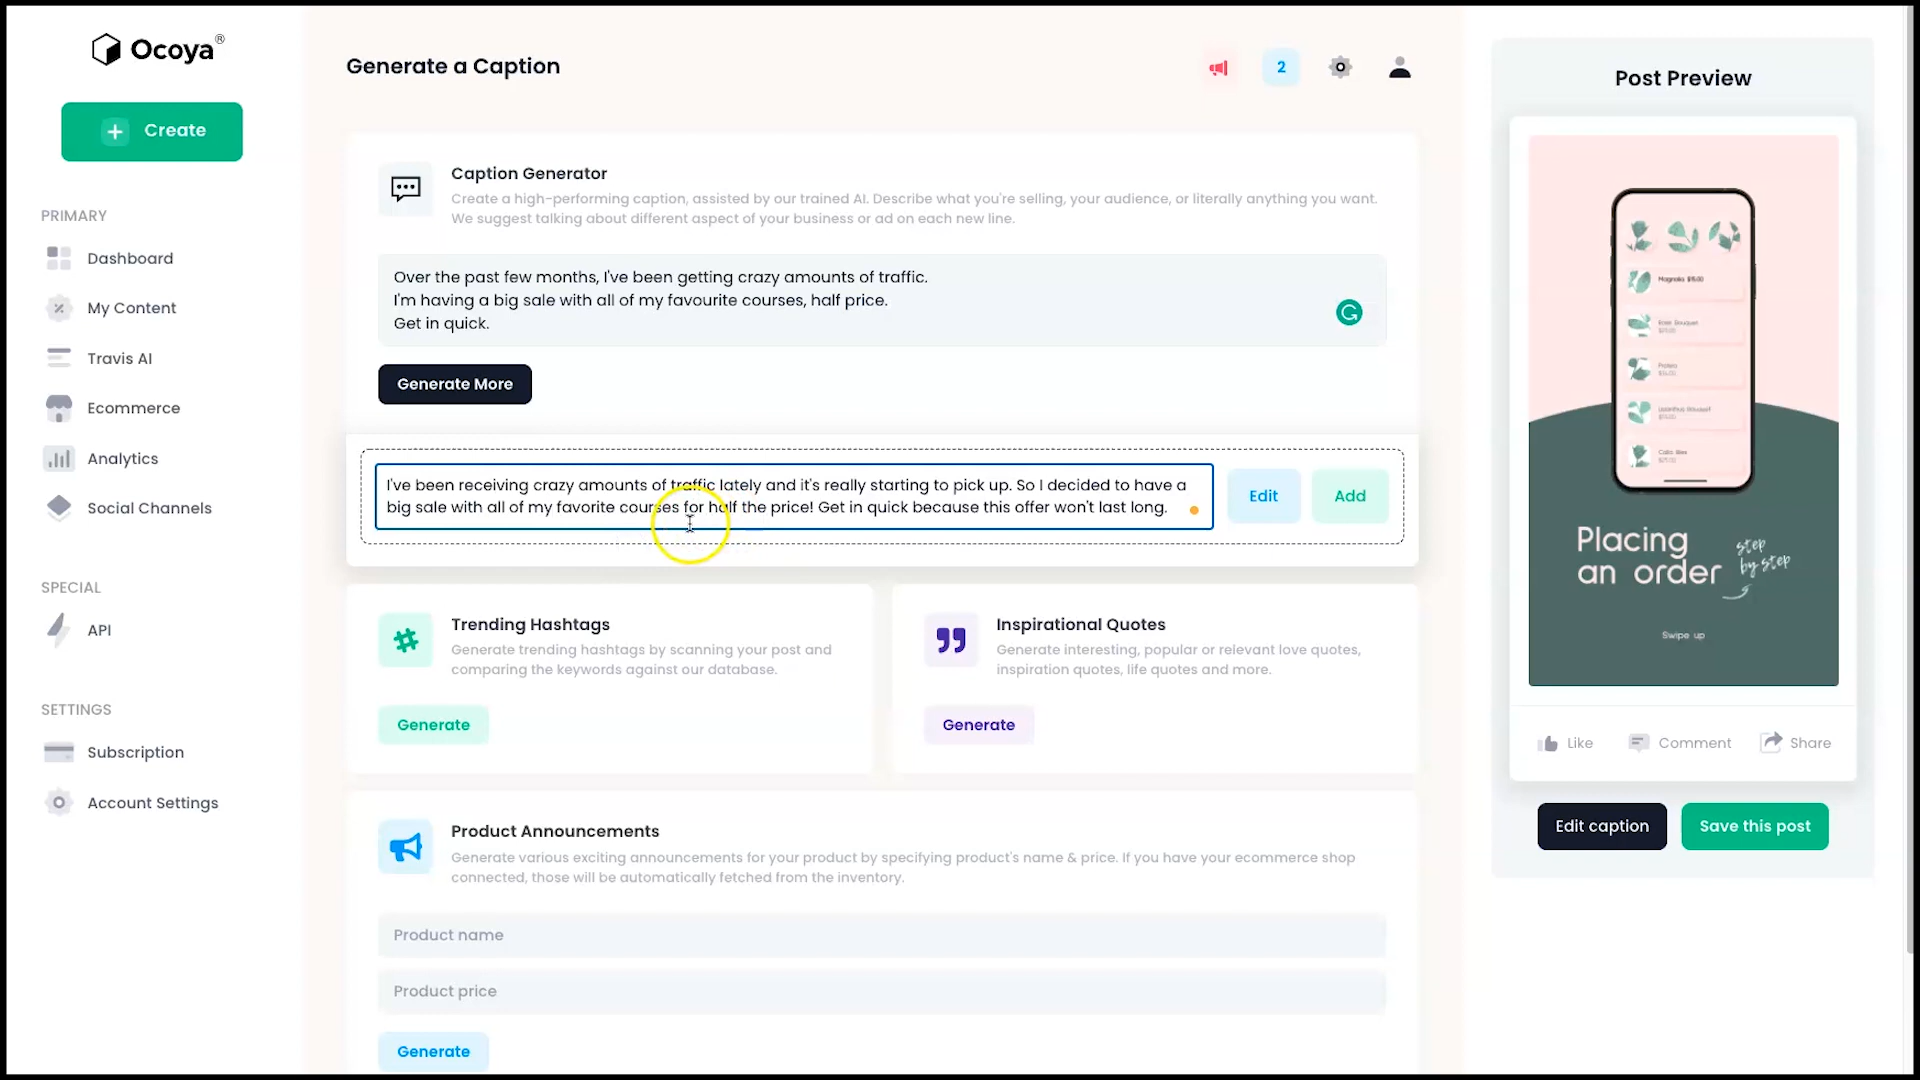 Ocoya®
Create
PRIMARY
Dashboard
My Content
Travis AI
Ecommerce
Analytics
Social Channels
SPECIAL
API
SETTINGS
Subscription
Account Settings
Generate a Caption
2
Caption Generator
Create a high-performing caption, assisted by our trained AI. Describe what you're selling, your audience, or literally anything you want.
We suggest talking about different aspect of your business or ad on each new line.
Over the past few months, I've been getting crazy amounts of traffic.
I'm having a big sale with all of my favourite courses, half price.
Get in quick.
Generate More
I've been receiving crazy amounts of traffic lately and it's really starting to pick up. So I decided to have a
big sale with all of my favorite courses for half the price! Get in quick because this offer won't last long.
Edit
Add
Trending Hashtags
Generate trending hashtags by scanning your post and
comparing the keywords against our database.
Generate
Inspirational Quotes
Generate interesting, popular or relevant love quotes,
inspiration quotes, life quotes and more.
Generate
Product Announcements
Generate various exciting announcements for your product by specifying product's name & price. If you have your ecommerce shop
connected, those will be automatically fetched from the inventory.
Product name
Product price
Generate
Post Preview
Magnolia $15.00
Rose Bouquet
Protea
Lisianthus Bouquet
Calla lilies
Placing
an order
step
by step
Swipe up
Like
Comment
Share
Edit caption
Save this post